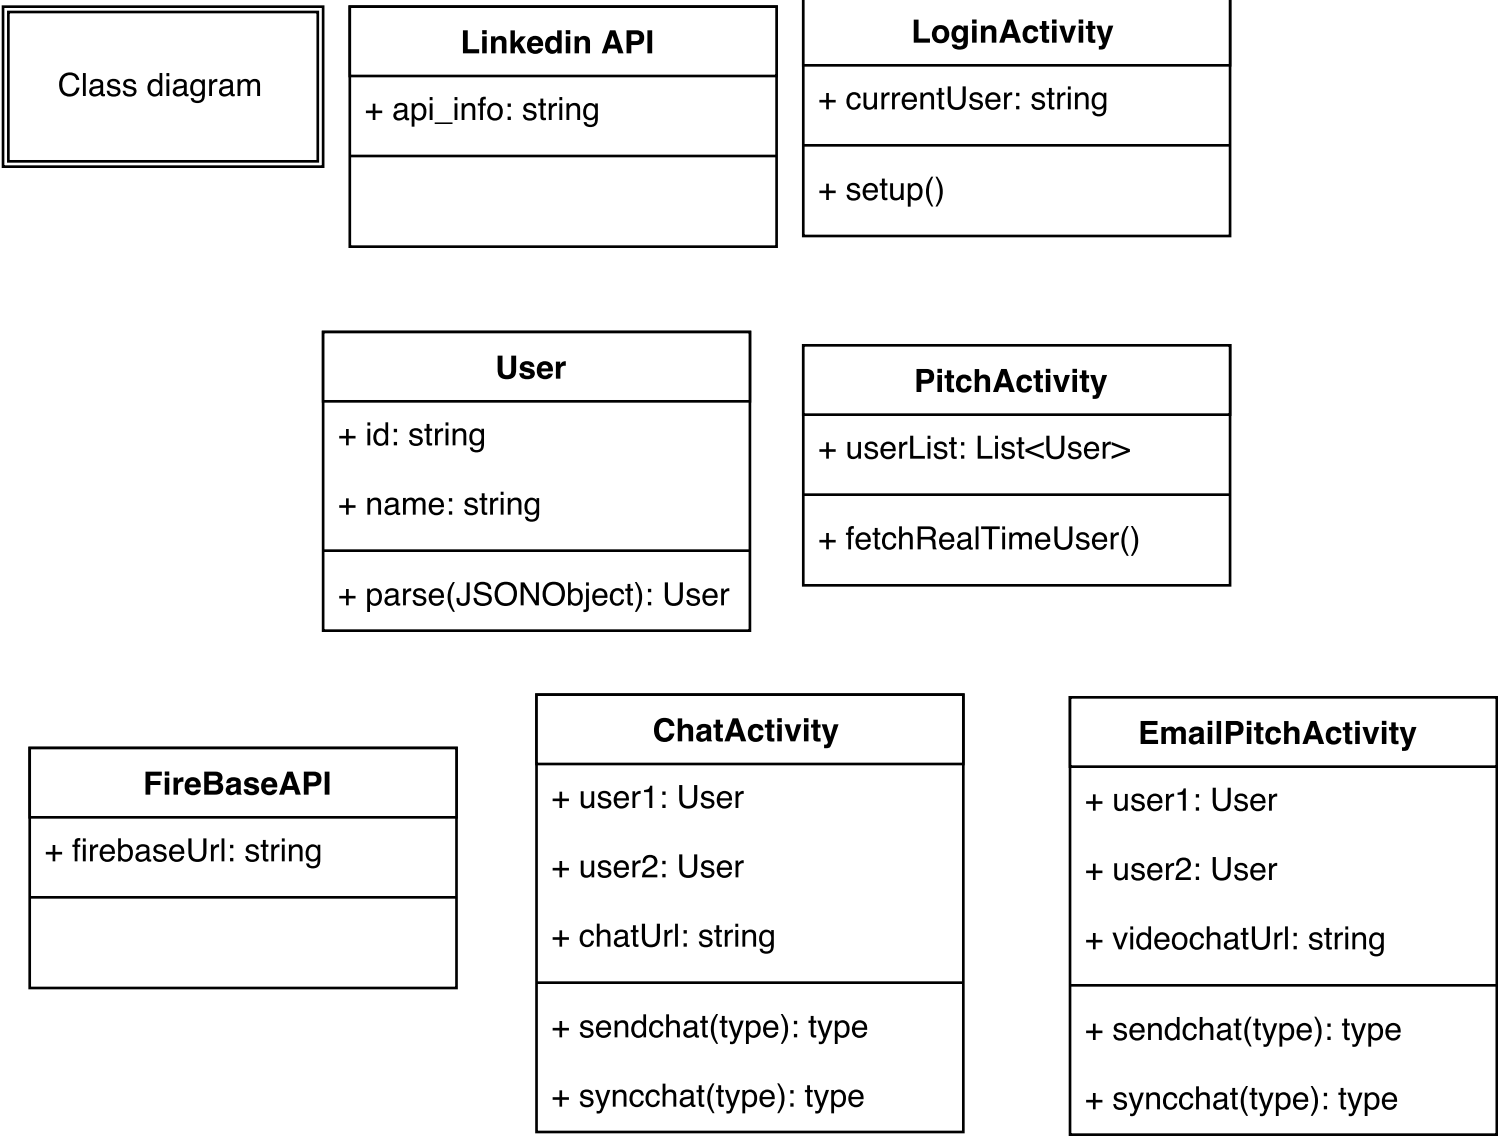 Class diagram
Linkedin API
+ api_info: string
LoginActivity
+ currentUser: string
+ setup()
User
+ id: string
+ name: string
+ parse(JSONObject): User
PitchActivity
+ userList: List<User>
+ fetchRealTimeUser()
FireBaseAPI
+ firebaseUrl: string
ChatActivity
+ user1: User
+ user2: User
+ chatUrl: string
+ sendchat(type): type
+ syncchat(type): type
EmailPitchActivity
+ user1: User
+ user2: User
+ videochatUrl: string
+ sendchat(type): type
+ syncchat(type): type